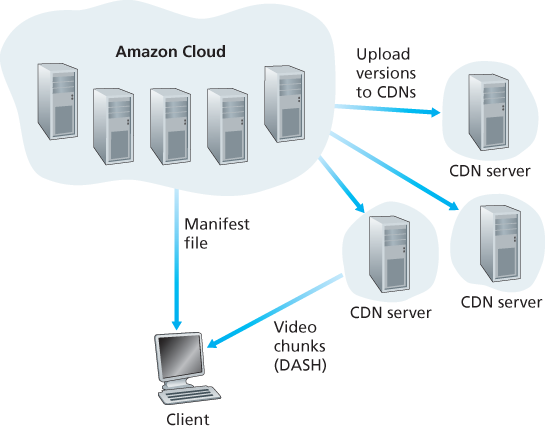 Amazon Cloud
Upload
versions
to CDNs
CDN server
Manifest
file
CDN server
CDN server
Video
chunks
(DASH)
Client